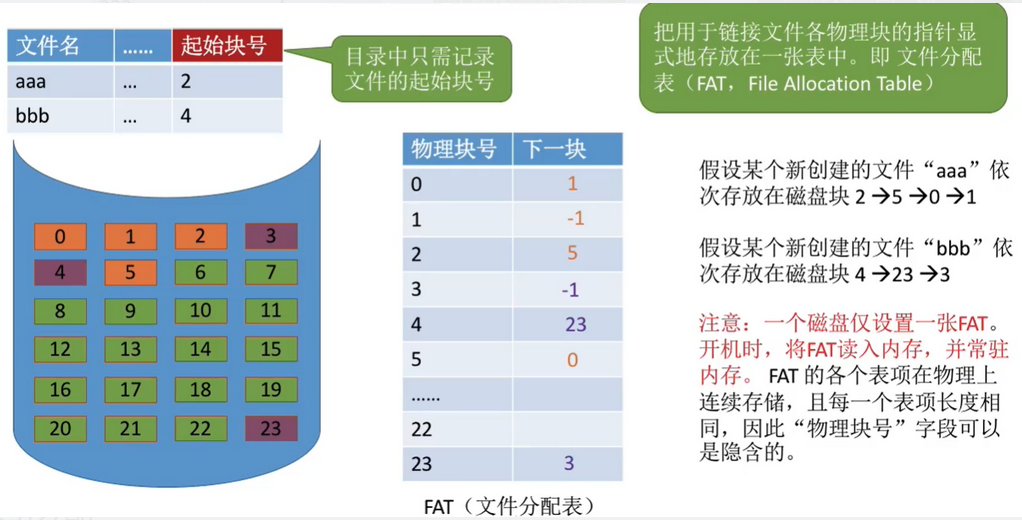 文件名 …… 起始块号
aaa … 2
bbb … 4
目录中只需记录
文件的起始块号
把用于链接文件各物理块的指针显
式地存放在一张表中。即 文件分配
表（FAT，File Allocation Table）
0 1 2 3
4 5 6 7
8 9 10 11
12 13 14 15
16 17 18 19
20 21 22 23
物理块号 下一块
0 1
1 -1
2 5
3 -1
4 23
5 0
……
22
23 3
FAT（文件分配表）
假设某个新创建的文件“aaa”依
次存放在磁盘块 2 →5 →0 →1
假设某个新创建的文件“bbb”依
次存放在磁盘块 4 →23 →3
注意：一个磁盘仅设置一张FAT。
开机时，将FAT读入内存，并常驻
内存。 FAT 的各个表项在物理上
连续存储，且每一个表项长度相
同，因此“物理块号”字段可以
是隐含的。